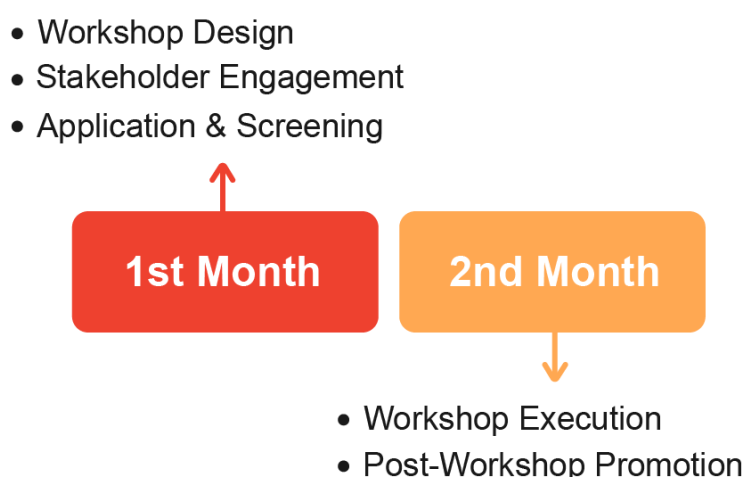 • Workshop Design
• Stakeholder Engagement
• Application & Screening
1st Month
2nd Month
• Workshop Execution
• Post-Workshop Promotion